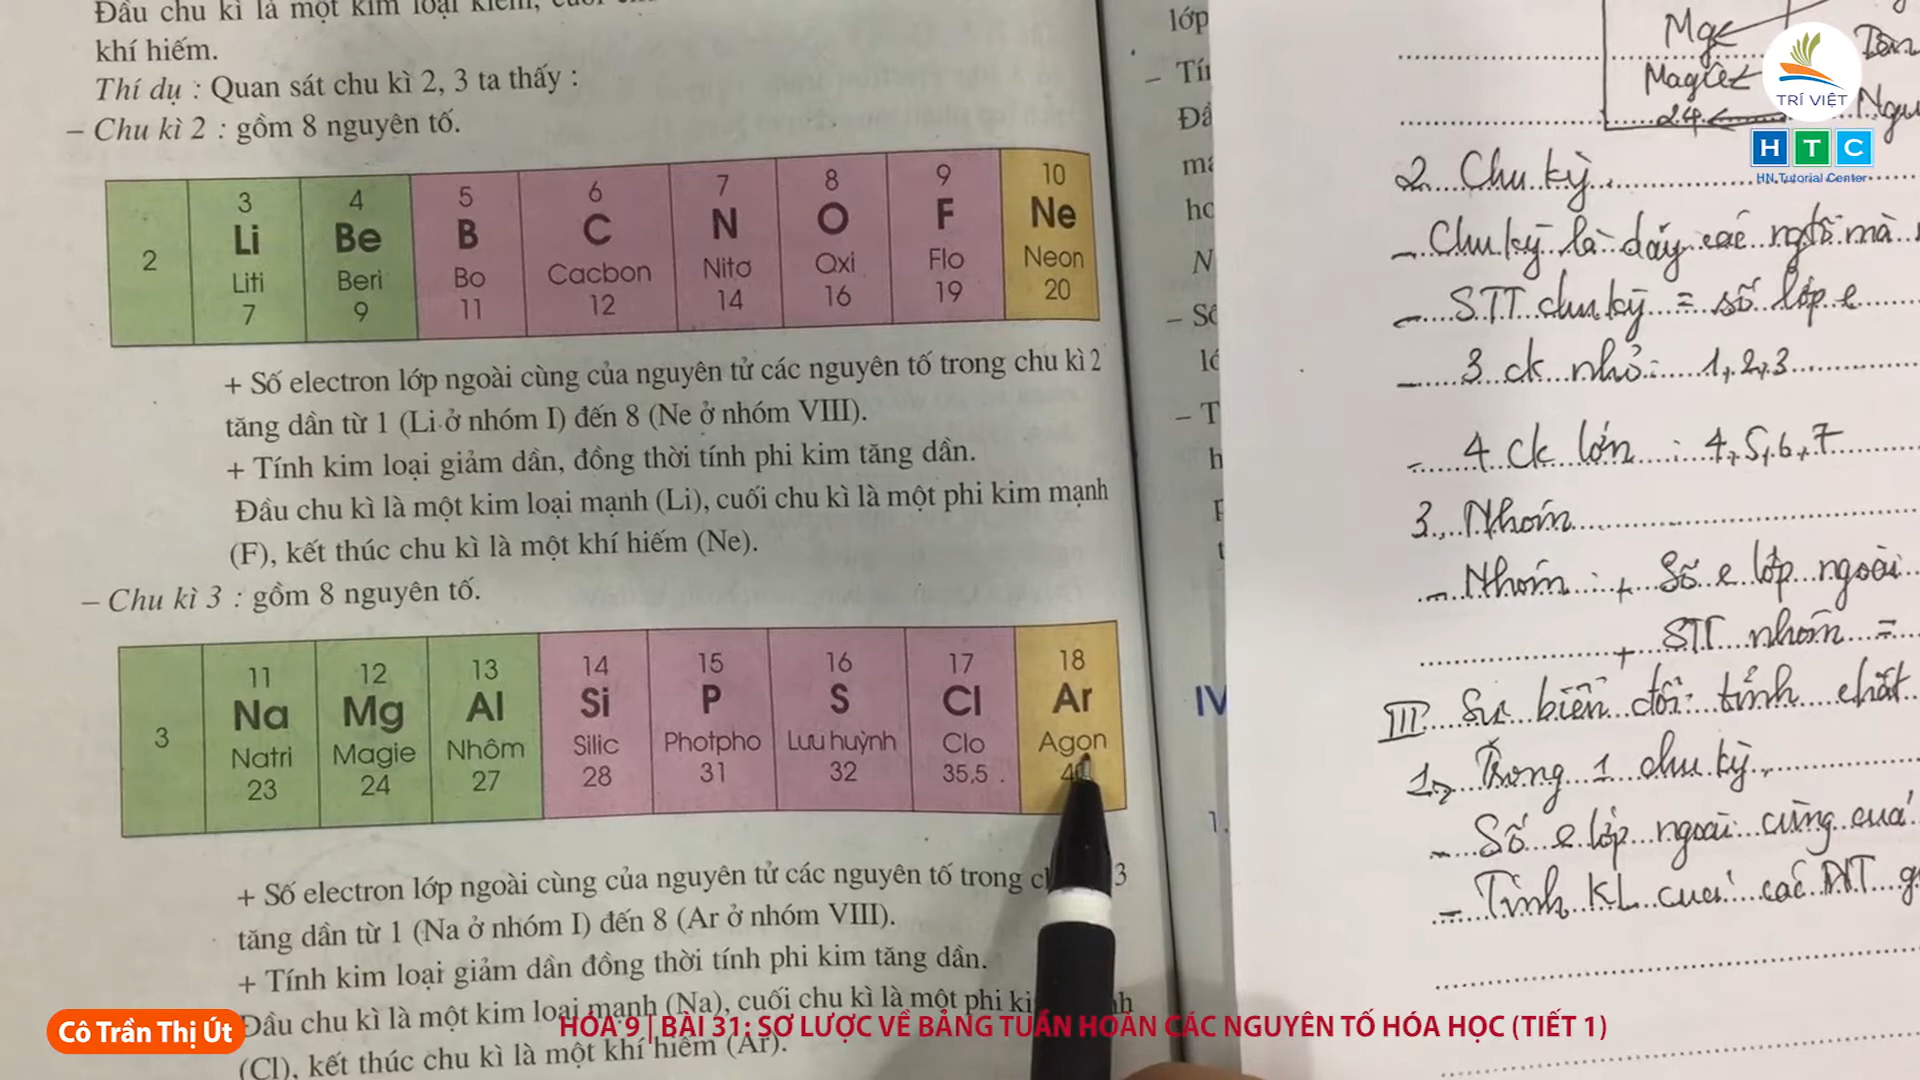 Đầu chu kì là một kim loại kiềm,
khí hiếm.
Thí dụ : Quan sát chu kì 2, 3 ta thấy :
– Chu kì 2 : gồm 8 nguyên tố.
2
3 Li Liti 7
4 Be Beri 9
5 B Bo 11
6 C Cacbon 12
7 N Nitơ 14
8 O Oxi 16
9 F Flo 19
10 Ne Neon 20
+ Số electron lớp ngoài cùng của nguyên tử các nguyên tố trong chu kì 2
tăng dần từ 1 (Li ở nhóm I) đến 8 (Ne ở nhóm VIII).
+ Tính kim loại giảm dần, đồng thời tính phi kim tăng dần.
Đầu chu kì là một kim loại mạnh (Li), cuối chu kì là một phi kim mạnh
(F), kết thúc chu kì là một khí hiếm (Ne).
– Chu kì 3 : gồm 8 nguyên tố.
3
11 Na Natri 23
12 Mg Magie 24
13 Al Nhôm 27
14 Si Silic 28
15 P Photpho 31
16 S Lưu huỳnh 32
17 Cl Clo 35,5
18 Ar Agon
+ Số electron lớp ngoài cùng của nguyên tử các nguyên tố trong 3
tăng dần từ 1 (Na ở nhóm I) đến 8 (Ar ở nhóm VIII).
+ Tính kim loại giảm dần đồng thời tính phi kim tăng dần.
Đầu chu kì là một kim loại mạnh (Na), cuối chu kì là một phi
(Cl), kết thúc chu kì là một khí hiếm (Ar).
lớp
– Tí
Đầ
N
– Số
– T
IV
1.
Mg
Magie
24
2. Chu kỳ.
- Chu kỳ là dãy các ngtố mà
- STT chu kỳ = số lớp e
- 3 ck nhỏ: 1, 2, 3
- 4 ck lớn : 4, 5, 6, 7
3. Nhóm
- Nhóm : + Số e lớp ngoài
+ STT nhóm =
III. Sự biến đổi tính chất
1, Trong 1 chu kỳ,
- Số e lớp ngoài cùng của
- Tính KL của các NT g
TRÍ VIỆT
HTC
HN Tutorial Center
Cô Trần Thị Út
HÓA 9 | BÀI 31: SƠ LƯỢC VỀ BẢNG TUẦN HOÀN CÁC NGUYÊN TỐ HÓA HỌC (TIẾT 1)